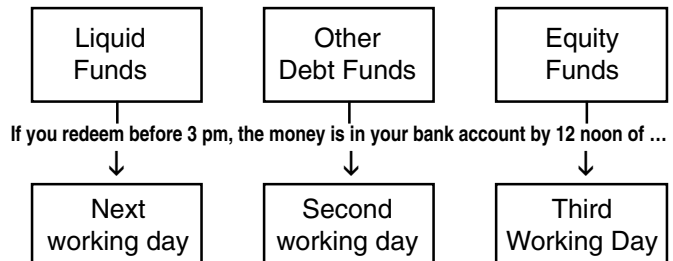 Liquid
Funds
Other
Debt Funds
Equity
Funds
If you redeem before 3 pm, the money is in your bank account by 12 noon of ...
Next
working day
Second
working day
Third
Working Day